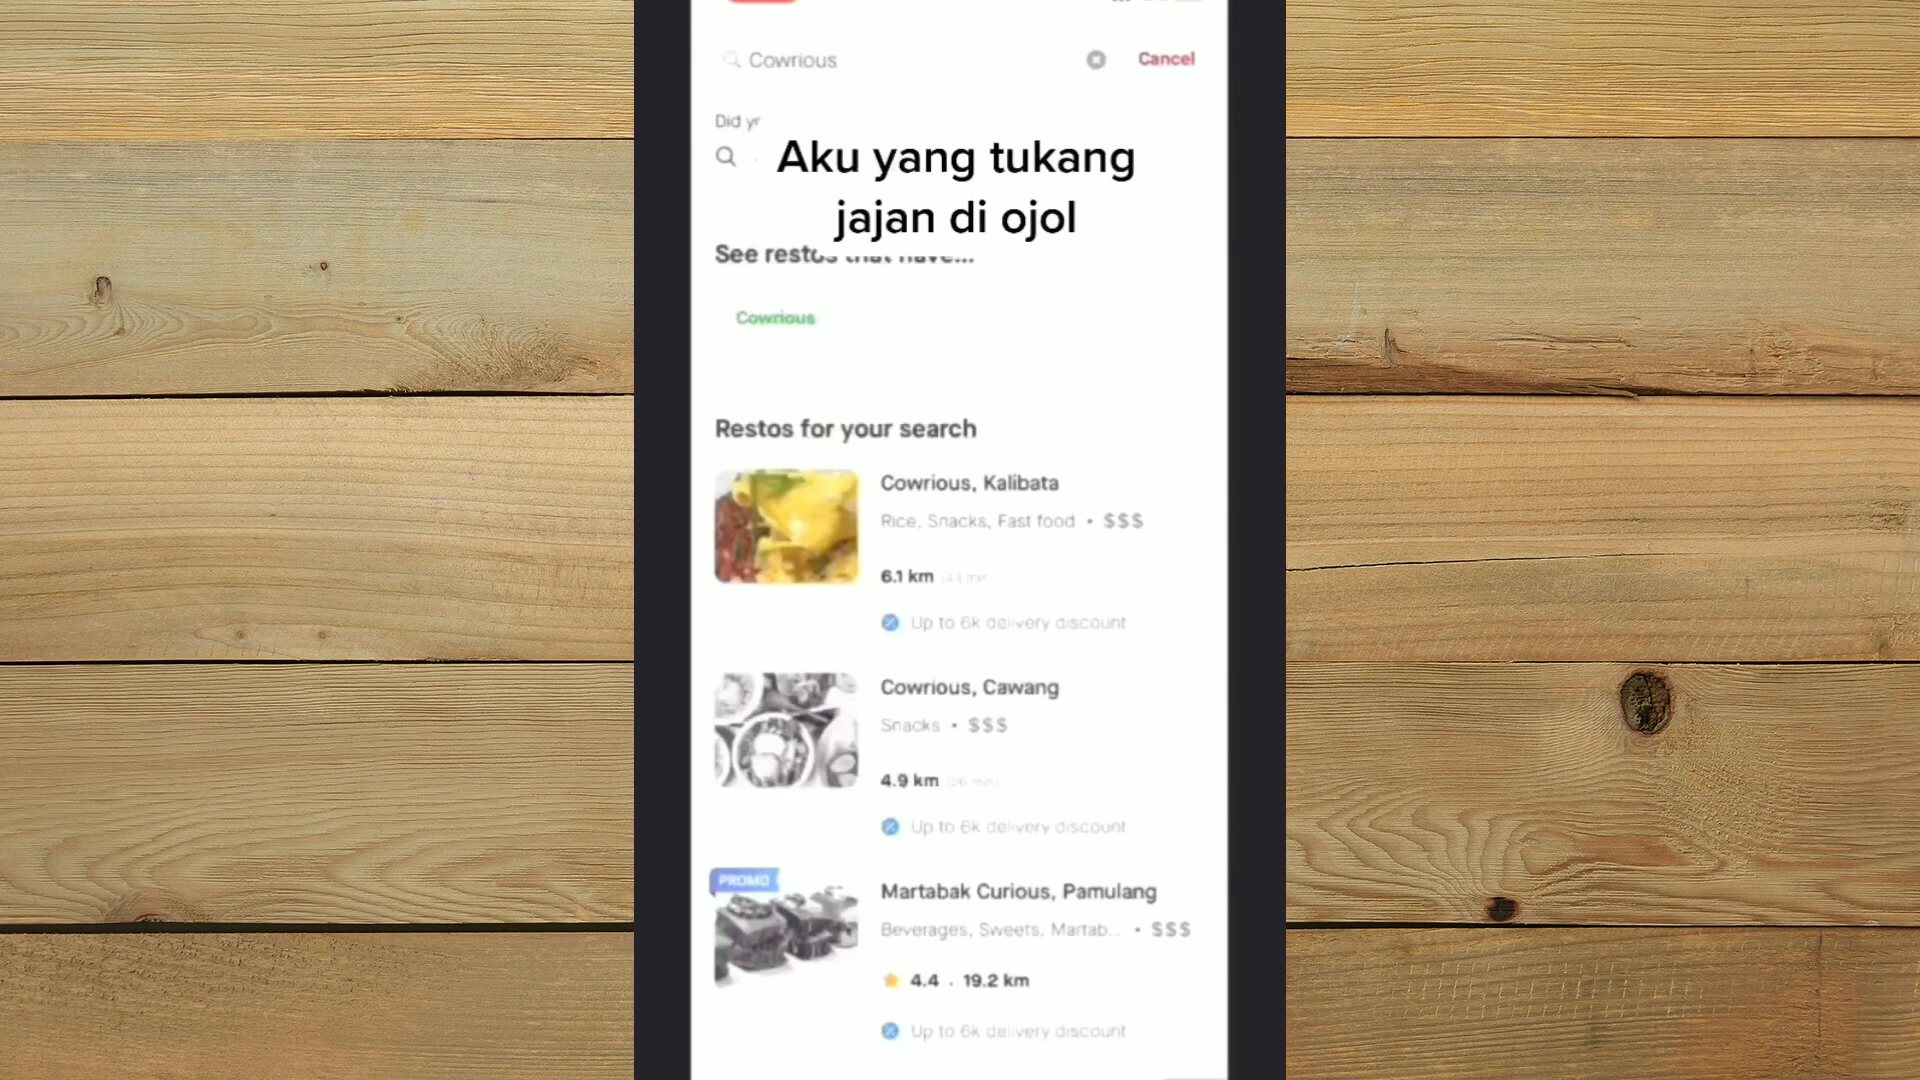 Cowrious
Cancel
Did
Aku yang tukang
jajan di ojol
See restos that have...
Cowrious
Restos for your search
Cowrious, Kalibata
Rice, Snacks, Fast food • $$$
6.1 km
Up to 6k delivery discount
Cowrious, Cawang
Snacks • $$$
4.9 km
Up to 6k delivery discount
PROMO
Martabak Curious, Pamulang
Beverages, Sweets, Martab... • $$$
4.4 . 19.2 km
Up to 6k delivery discount